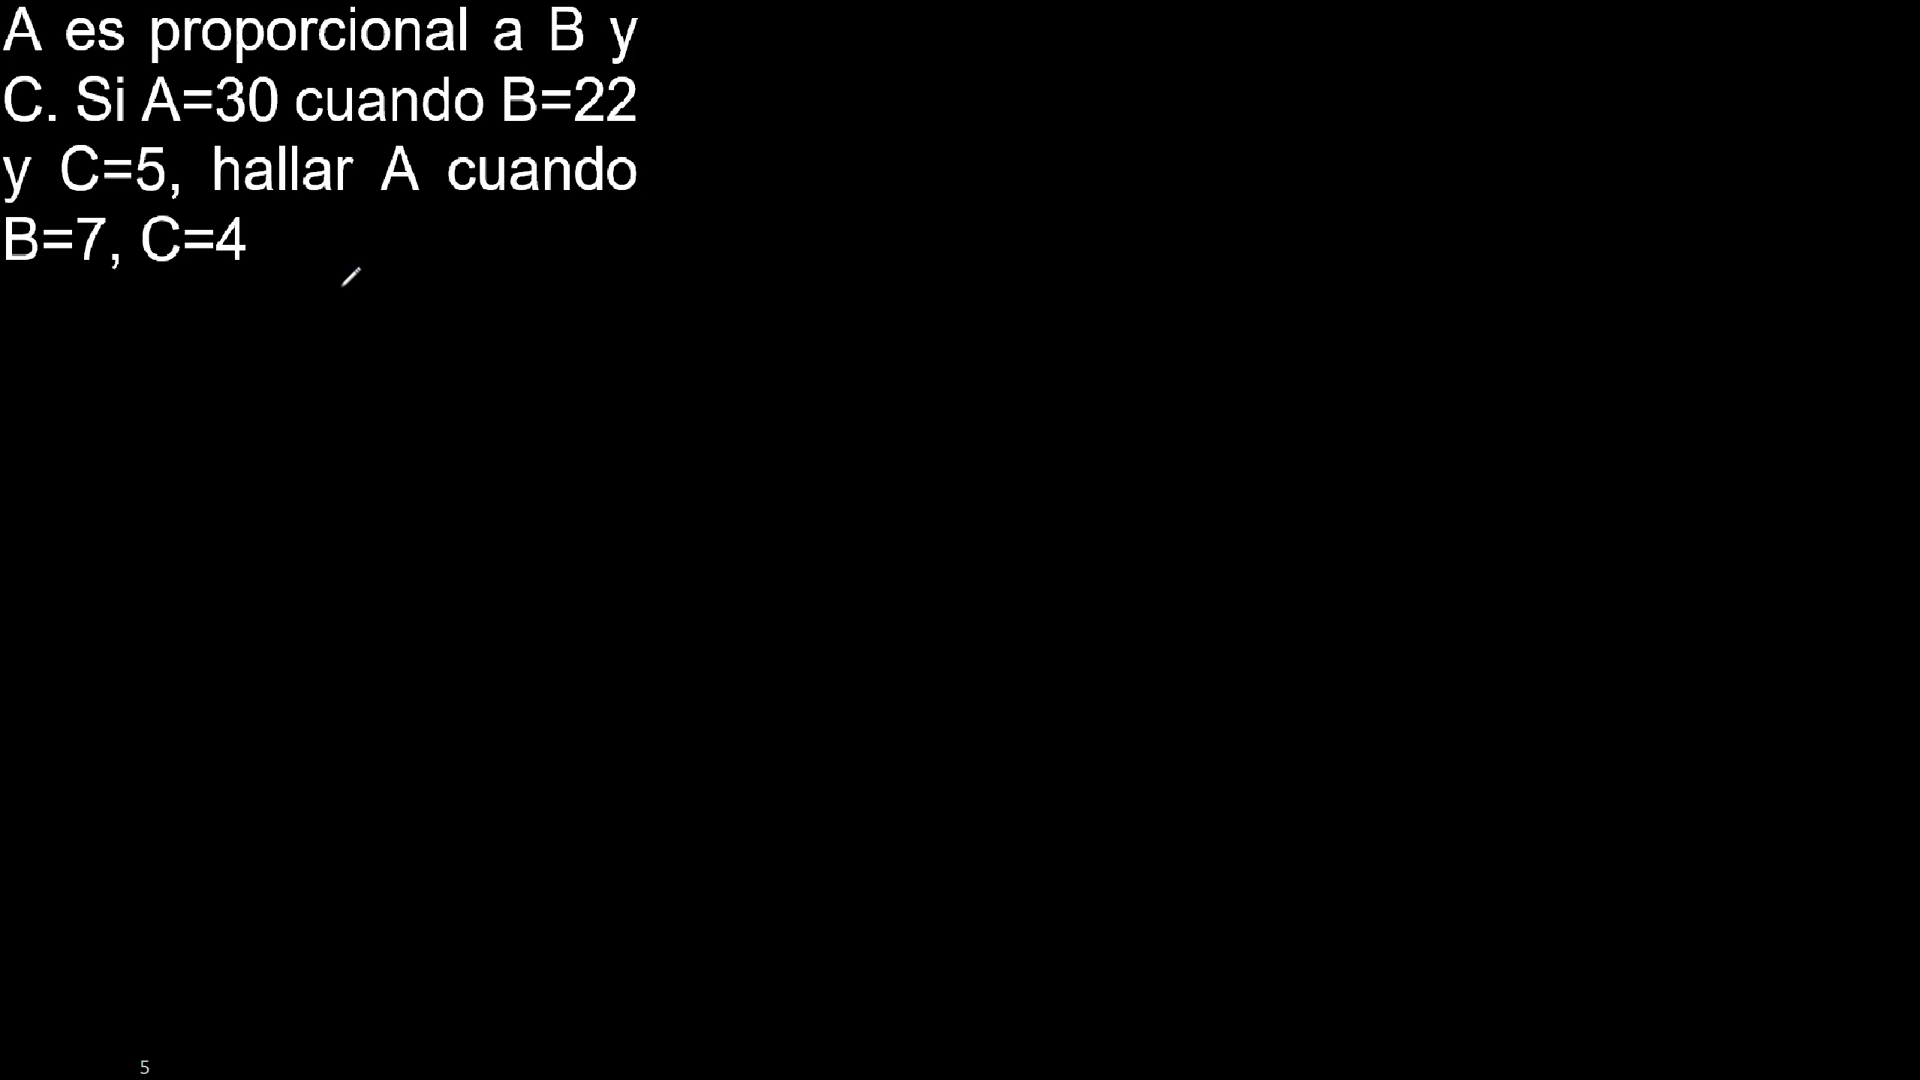 A es proporcional a B y
C. Si A=30 cuando B=22
y C=5, hallar A cuando
B=7, C=4
5